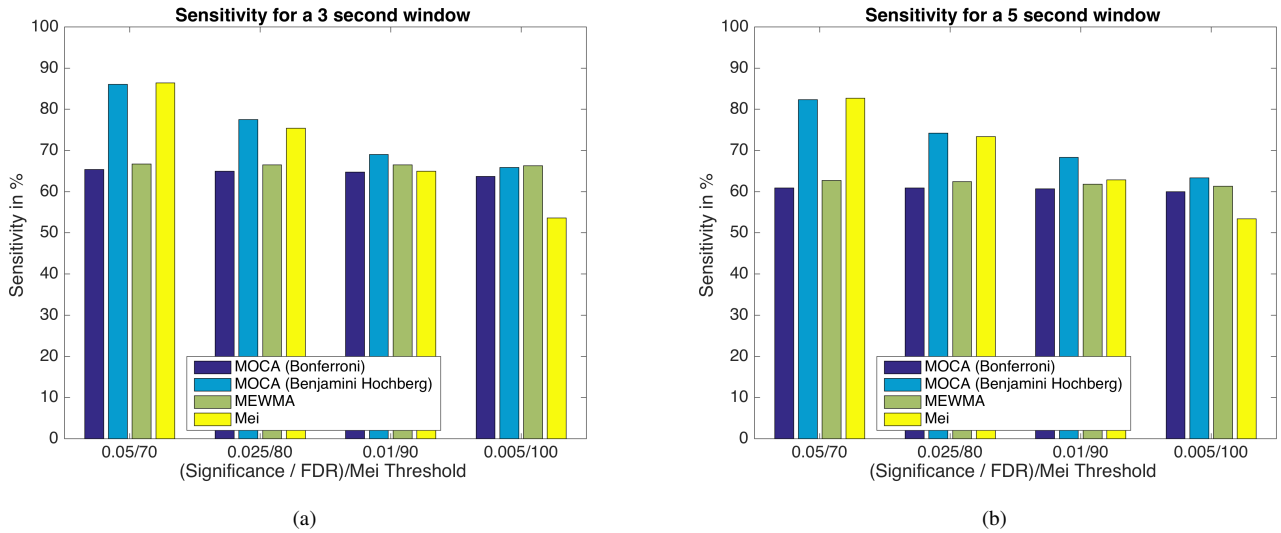 Sensitivity for a 3 second window
100
90
80
70
60
50
40
30
20
10
0
Sensitivity in %
MOCA (Bonferroni)
MOCA (Benjamini Hochberg)
MEWMA
Mei
0.05/70 0.025/80 0.01/90 0.005/100
(Significance / FDR)/Mei Threshold
(a)
Sensitivity for a 5 second window
100
90
80
70
60
50
40
30
20
10
0
Sensitivity in %
MOCA (Bonferroni)
MOCA (Benjamini Hochberg)
MEWMA
Mei
0.05/70 0.025/80 0.01/90 0.005/100
(Significance / FDR)/Mei Threshold
(b)